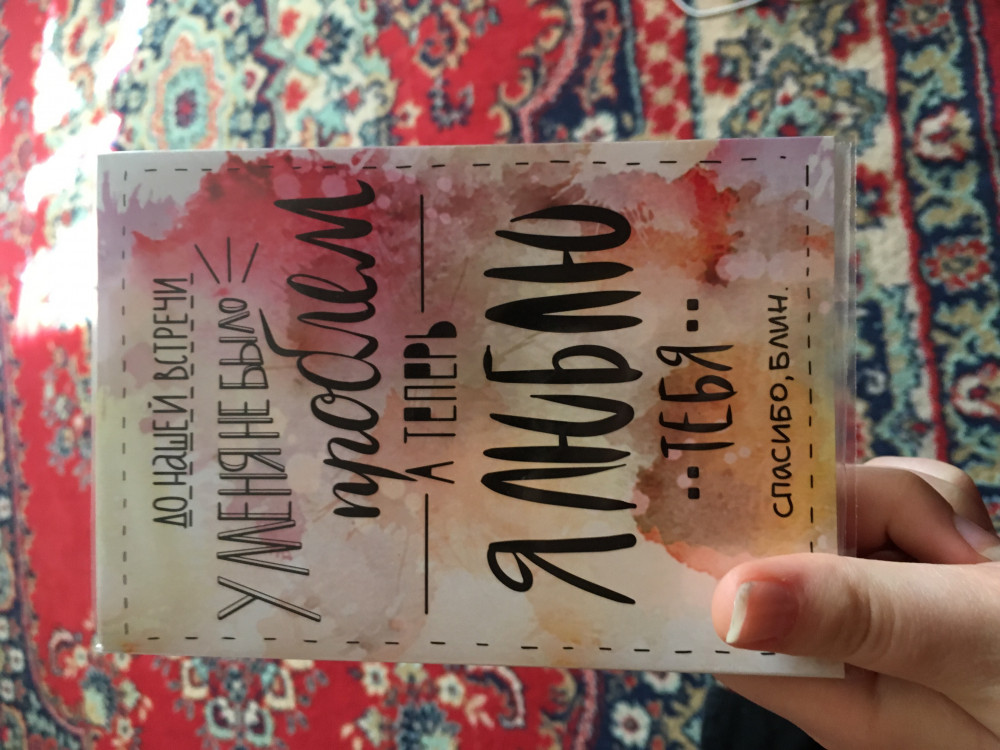 ДО НАШЕЙ ВСТРЕЧИ
У МЕНЯ НЕ БЫЛО
проблем
А ТЕПЕРЬ
Я ЛЮБЛЮ
..ТЕБЯ..
СПАСИБО, БЛИН.